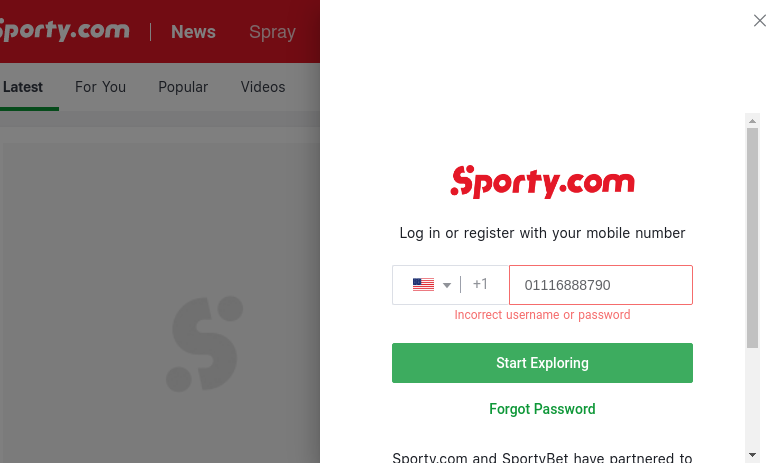 Sporty.com | News Spray
Latest For You Popular Videos
Sporty.com
Log in or register with your mobile number
+1 01116888790
Incorrect username or password
Start Exploring
Forgot Password
Sporty.com and SportyBet have partnered to